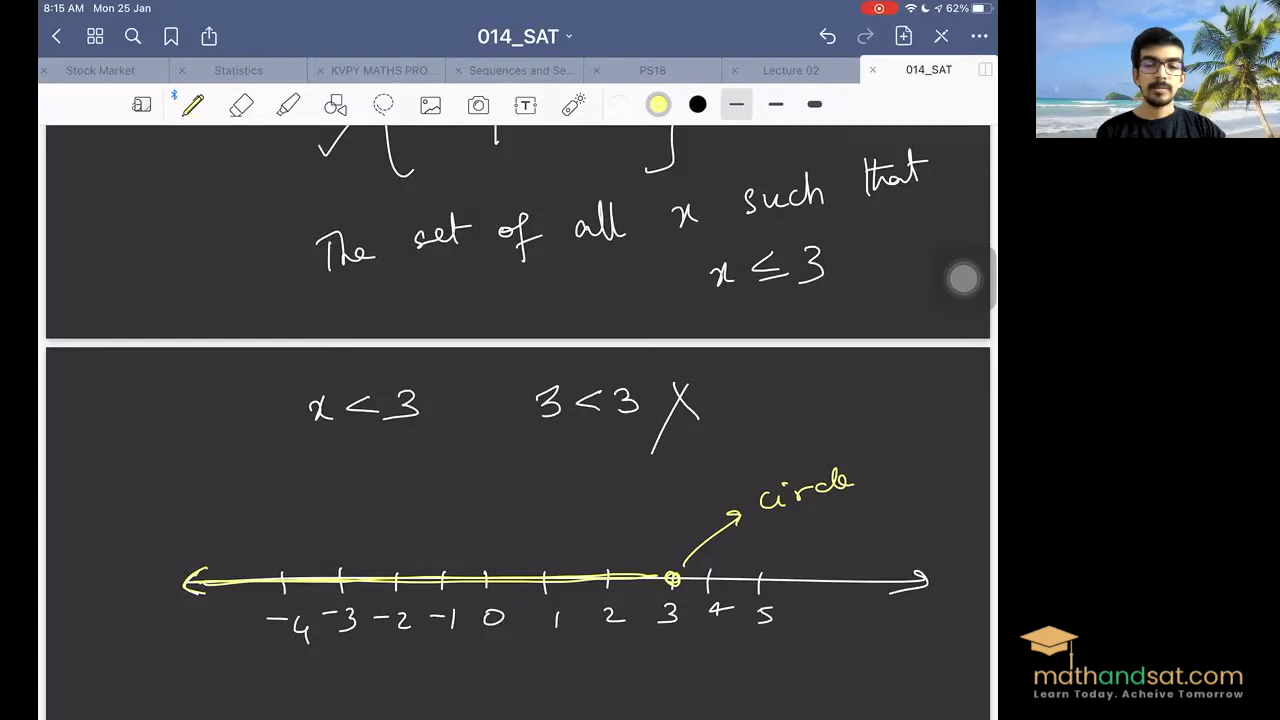 8:15 AM Mon 25 Jan
62%
014_SAT
Stock Market
Statistics
KVPY MATHS PRO...
Sequences and Se...
PS18
Lecture 02
014_SAT
T
The set of all x such that
x ≤ 3
x < 3 3 < 3 X
circle
-4 -3 -2 -1 0 1 2 3 4 5
mathandsat.com
Learn Today. Acheive Tomorrow